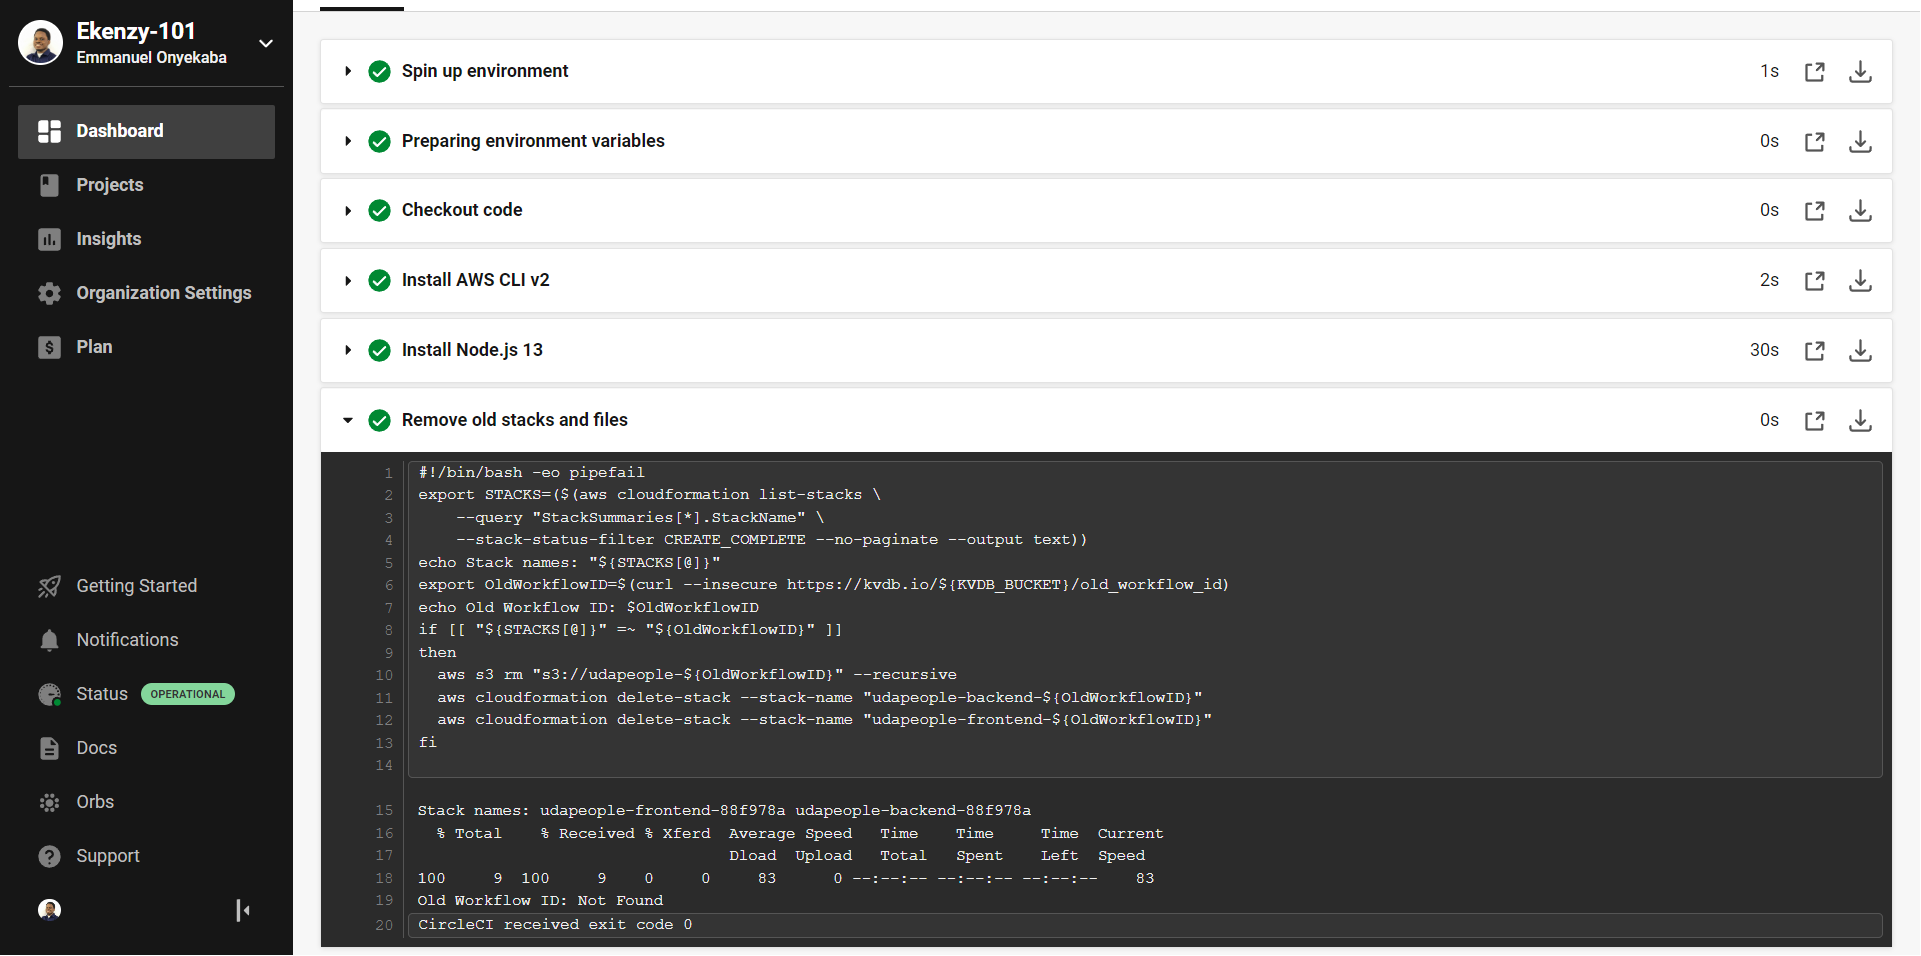 Ekenzy-101
Emmanuel Onyekaba
Dashboard
Projects
Insights
Organization Settings
Plan
Getting Started
Notifications
Status OPERATIONAL
Docs
Orbs
Support
Spin up environment 1s
Preparing environment variables 0s
Checkout code 0s
Install AWS CLI v2 2s
Install Node.js 13 30s
Remove old stacks and files 0s
1 #!/bin/bash -eo pipefail
2 export STACKS=($(aws cloudformation list-stacks \
3 --query "StackSummaries[*].StackName" \
4 --stack-status-filter CREATE_COMPLETE --no-paginate --output text))
5 echo Stack names: "${STACKS[@]}"
6 export OldWorkflowID=$(curl --insecure https://kvdb.io/${KVDB_BUCKET}/old_workflow_id)
7 echo Old Workflow ID: $OldWorkflowID
8 if [[ "${STACKS[@]}" =~ "${OldWorkflowID}" ]]
9 then
10 aws s3 rm "s3://udapeople-${OldWorkflowID}" --recursive
11 aws cloudformation delete-stack --stack-name "udapeople-backend-${OldWorkflowID}"
12 aws cloudformation delete-stack --stack-name "udapeople-frontend-${OldWorkflowID}"
13 fi
14
15 Stack names: udapeople-frontend-88f978a udapeople-backend-88f978a
16 % Total % Received % Xferd Average Speed Time Time Time Current
17 Dload Upload Total Spent Left Speed
18 100 9 100 9 0 0 83 0 --:--:-- --:--:-- --:--:-- 83
19 Old Workflow ID: Not Found
20 CircleCI received exit code 0